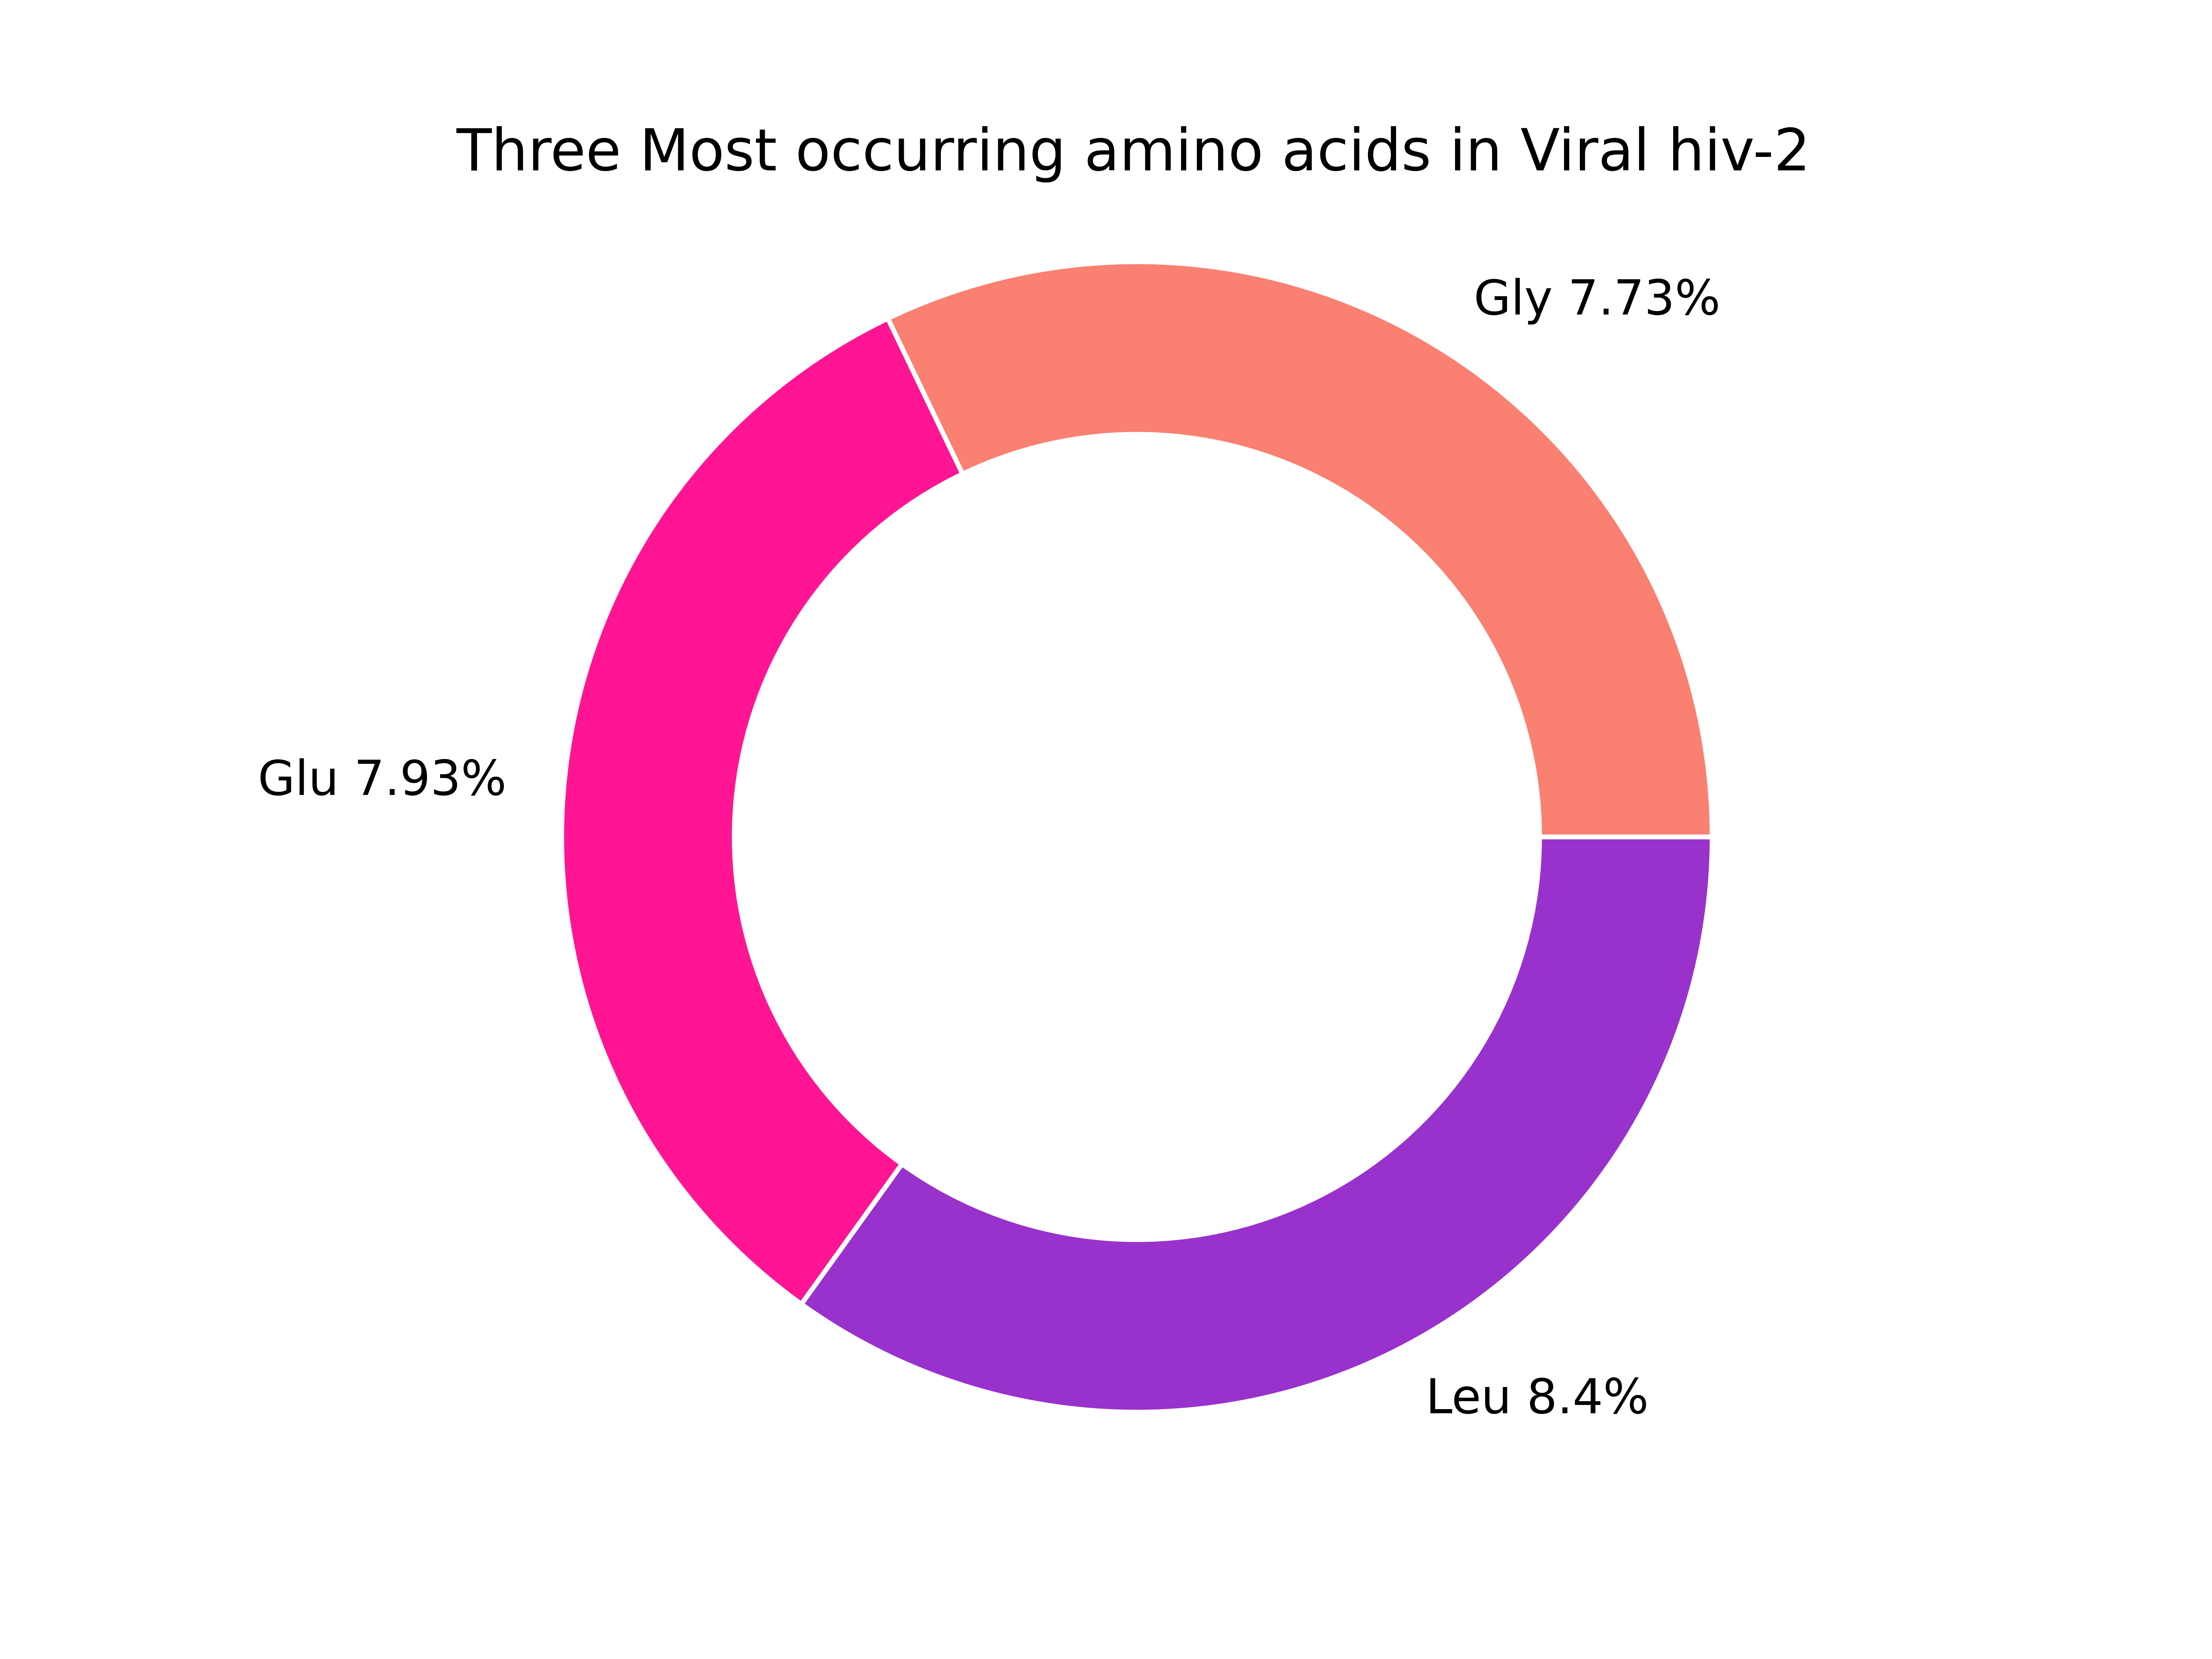 Three Most occurring amino acids in Viral hiv-2
Gly 7.73%
Glu 7.93%
Leu 8.4%